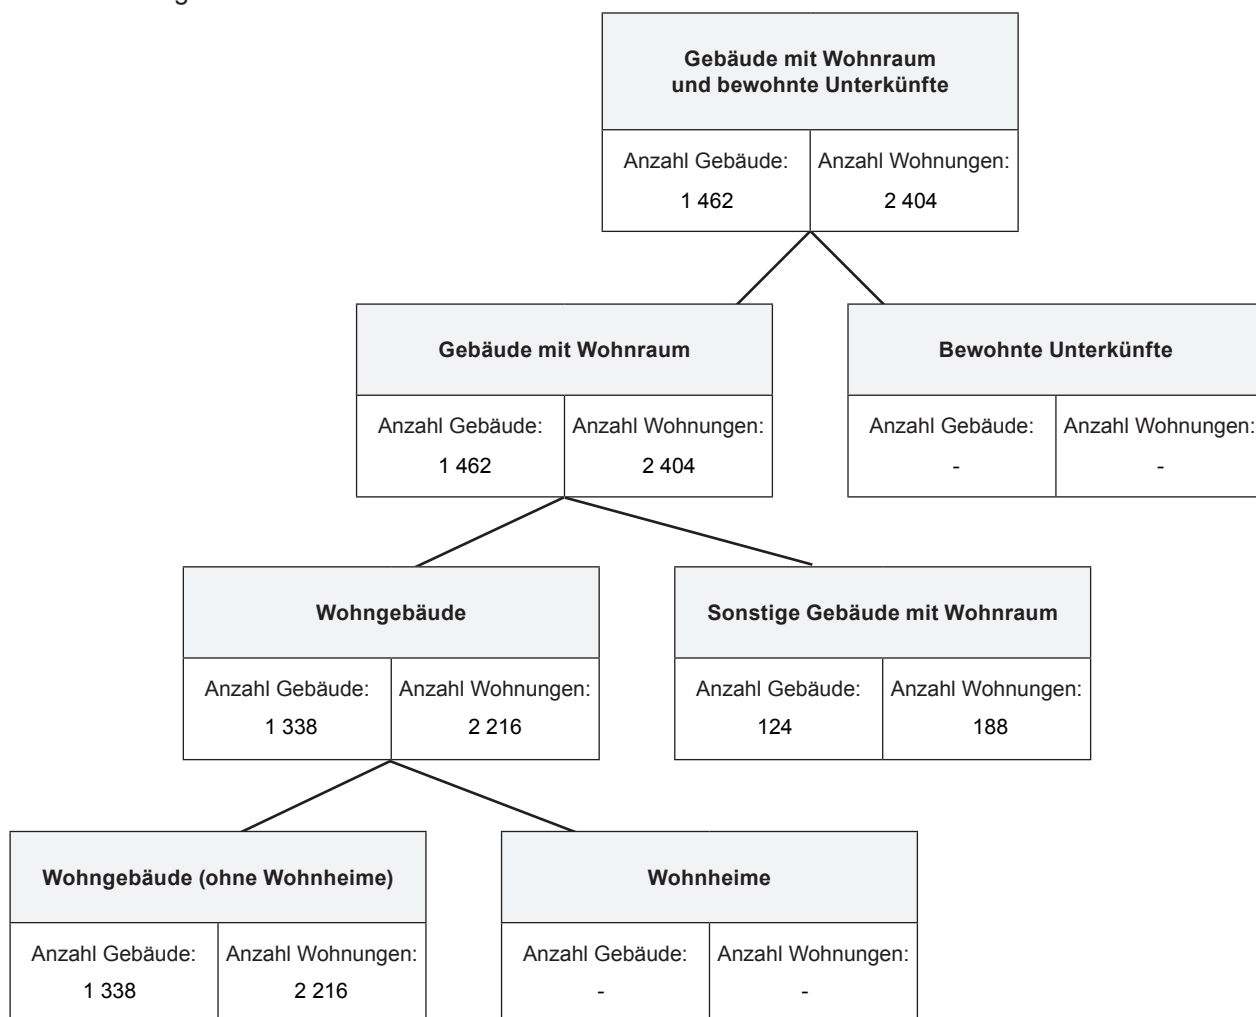 Gebäude mit Wohnraum
und bewohnte Unterkünfte
Anzahl Gebäude: Anzahl Wohnungen:
1 462 2 404
Gebäude mit Wohnraum
Anzahl Gebäude: Anzahl Wohnungen:
1 462 2 404
Bewohnte Unterkünfte
Anzahl Gebäude: Anzahl Wohnungen:
- -
Wohngebäude
Anzahl Gebäude: Anzahl Wohnungen:
1 338 2 216
Sonstige Gebäude mit Wohnraum
Anzahl Gebäude: Anzahl Wohnungen:
124 188
Wohngebäude (ohne Wohnheime)
Anzahl Gebäude: Anzahl Wohnungen:
1 338 2 216
Wohnheime
Anzahl Gebäude: Anzahl Wohnungen:
- -